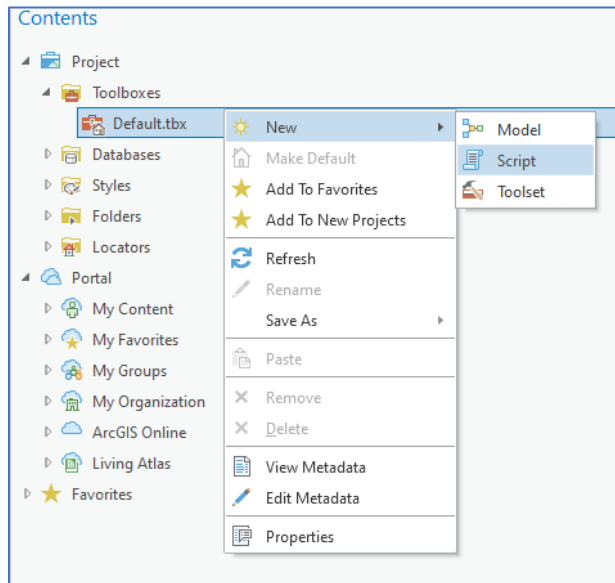 Contents
Project
Toolboxes
Default.tbx
Databases
Styles
Folders
Locators
Portal
My Content
My Favorites
My Groups
My Organization
ArcGIS Online
Living Atlas
Favorites
New
Make Default
Add To Favorites
Add To New Projects
Refresh
Rename
Save As
Paste
Remove
Delete
View Metadata
Edit Metadata
Properties
Model
Script
Toolset